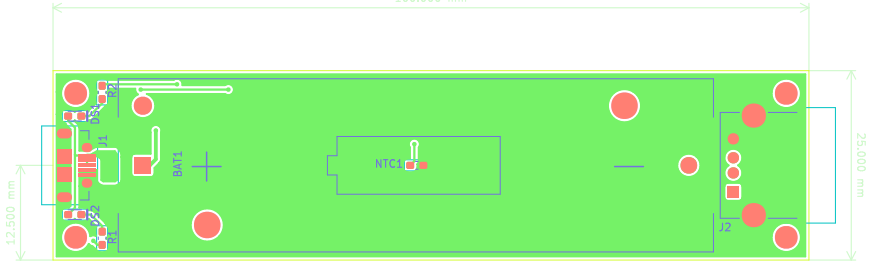 R2
DS1
J1
BAT1
NTC1
25.000 mm
12.500 mm
DS2
J2
R1